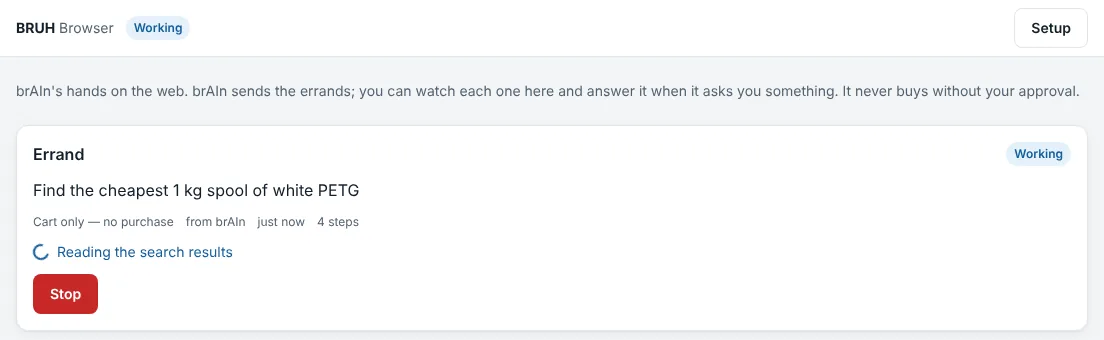 BRUH Browser Working Setup
brAIn's hands on the web. brAIn sends the errands; you can watch each one here and answer it when it asks you something. It never buys without your approval.
Errand Working
Find the cheapest 1 kg spool of white PETG
Cart only — no purchase from brAIn just now 4 steps
Reading the search results
Stop